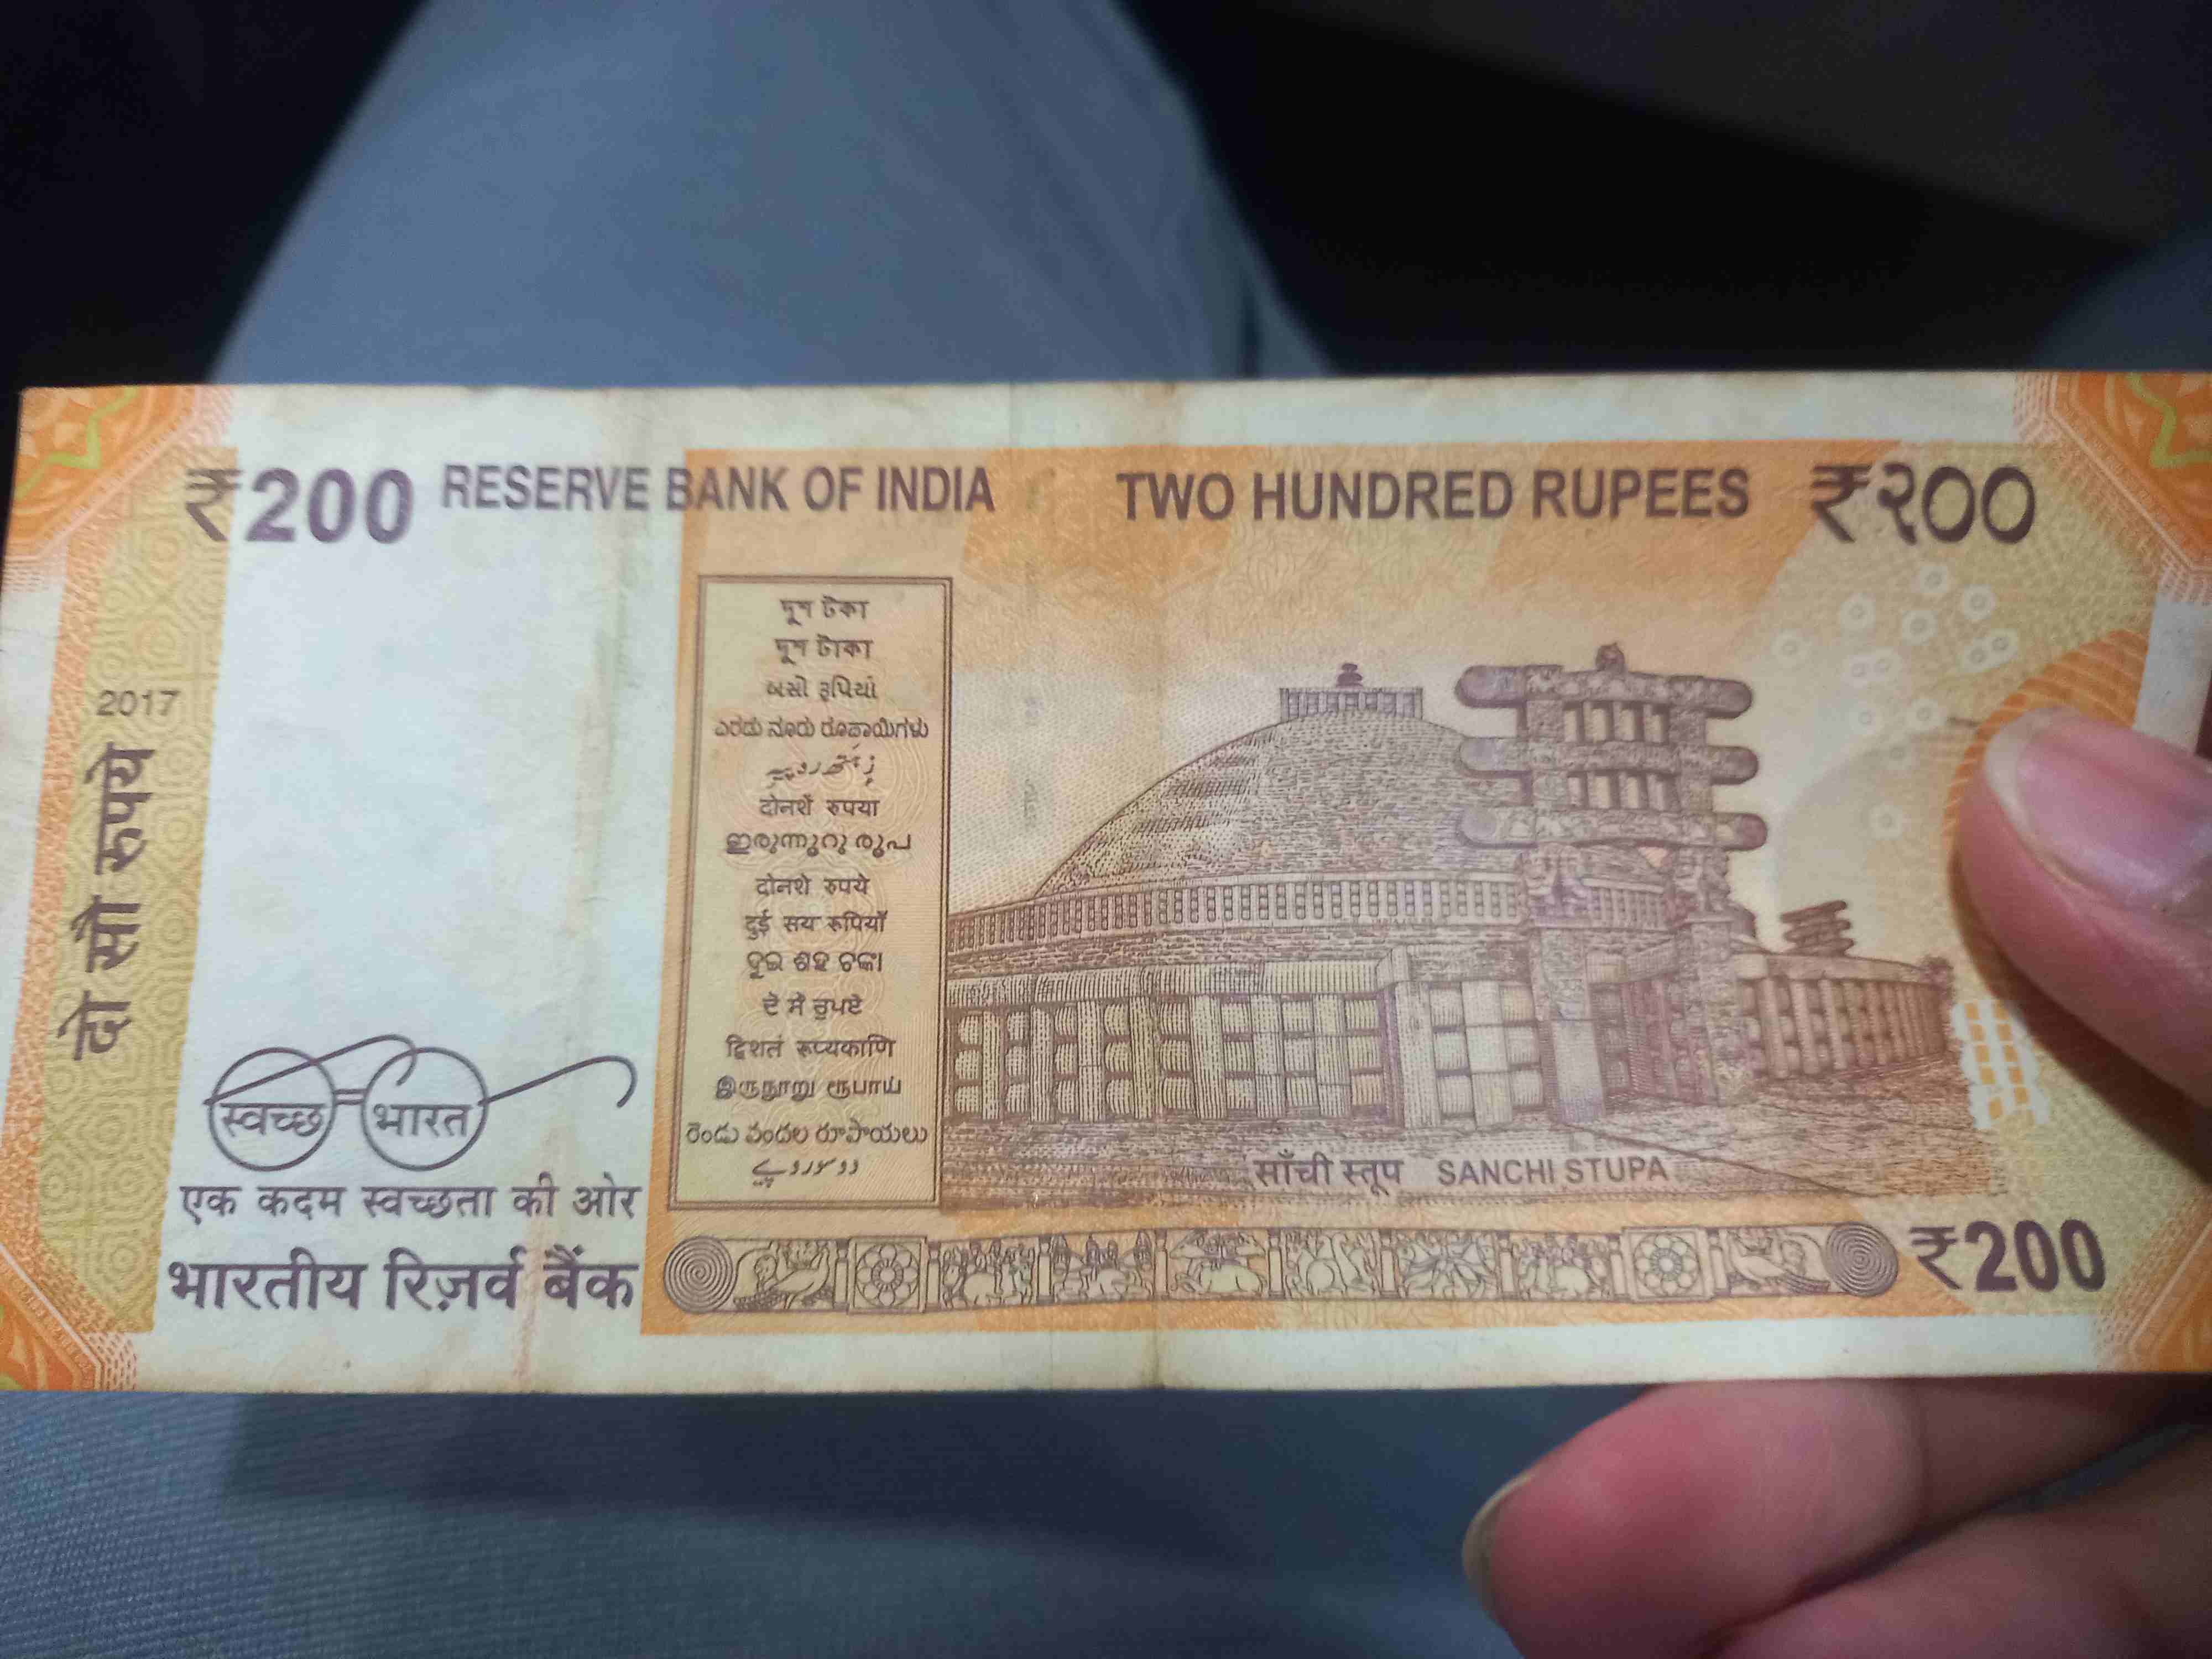 ₹200 RESERVE BANK OF INDIA TWO HUNDRED RUPEES ₹२००
2017
दो सौ रुपये
দুশ টকা
দুশ টাকা
બસો રૂપિયા
ಎರಡು ನೂರು ರೂಪಾಯಿಗಳು
दोनशें रुपया
ഇരുന്നൂറു രൂപ
दोनशे रुपये
दुई सय रुपियाँ
ଦୁଇ ଶହ ଟଙ୍କା
ਦੋ ਸੌ ਰੁਪਏ
द्विशतं रूप्यकाणि
இருநூறு ரூபாய்
రెండు వందల రూపాయలు
دو سو روپے
साँची स्तूप SANCHI STUPA
स्वच्छ भारत
एक कदम स्वच्छता की ओर
भारतीय रिज़र्व बैंक
₹200